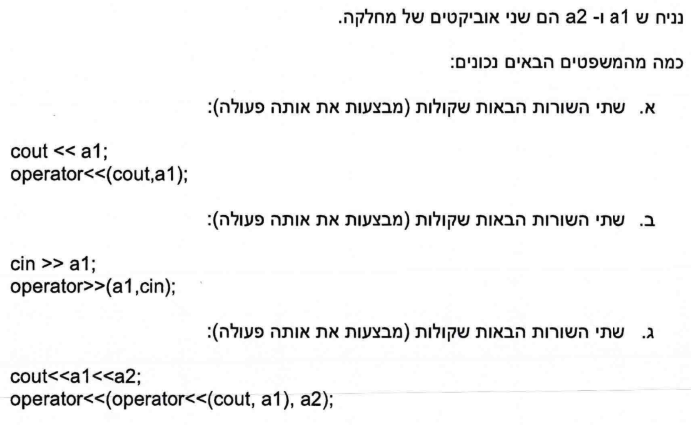 נניח ש a1 ו- a2 הם שני אוביקטים של מחלקה.
כמה מהמשפטים הבאים נכונים:
א. שתי השורות הבאות שקולות (מבצעות את אותה פעולה):
cout << a1;
operator<<(cout,a1);
ב. שתי השורות הבאות שקולות (מבצעות את אותה פעולה):
cin >> a1;
operator>>(a1,cin);
ג. שתי השורות הבאות שקולות (מבצעות את אותה פעולה):
cout<<a1<<a2;
operator<<(operator<<(cout, a1), a2);